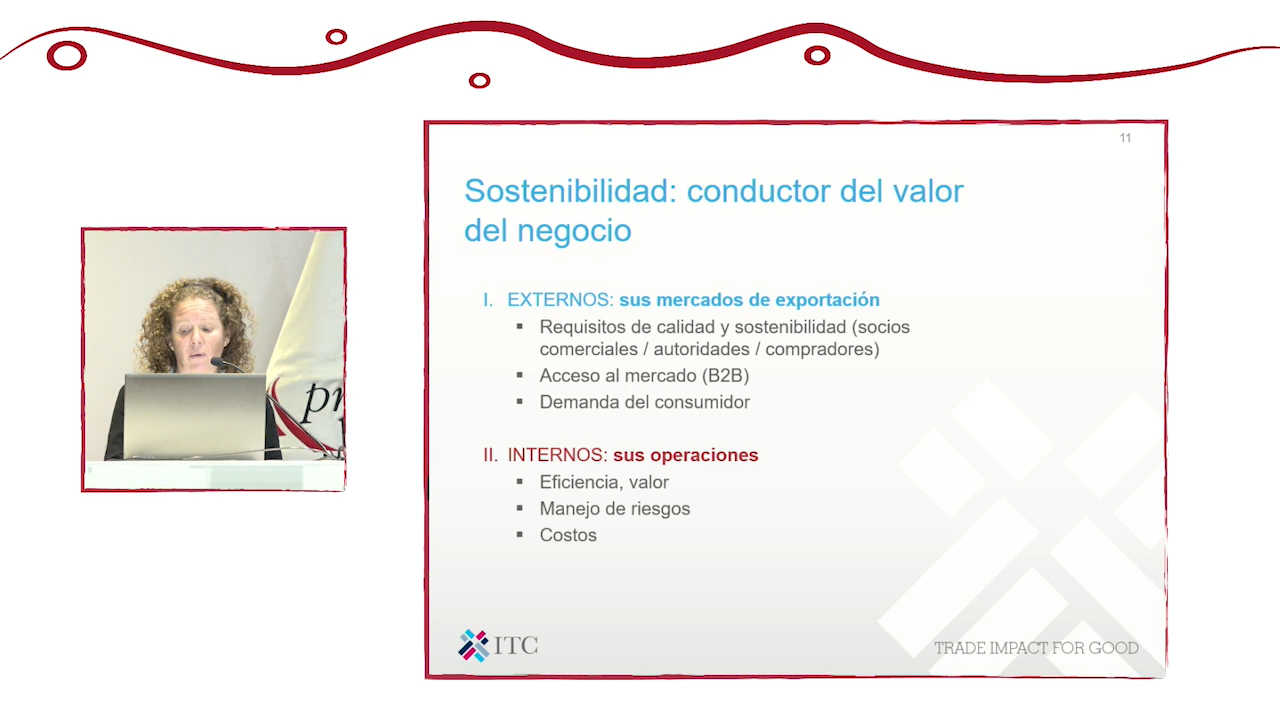 11
Sostenibilidad: conductor del valor
del negocio
I. EXTERNOS: sus mercados de exportación
▪ Requisitos de calidad y sostenibilidad (socios
comerciales / autoridades / compradores)
▪ Acceso al mercado (B2B)
▪ Demanda del consumidor
II. INTERNOS: sus operaciones
▪ Eficiencia, valor
▪ Manejo de riesgos
▪ Costos
ITC
TRADE IMPACT FOR GOOD